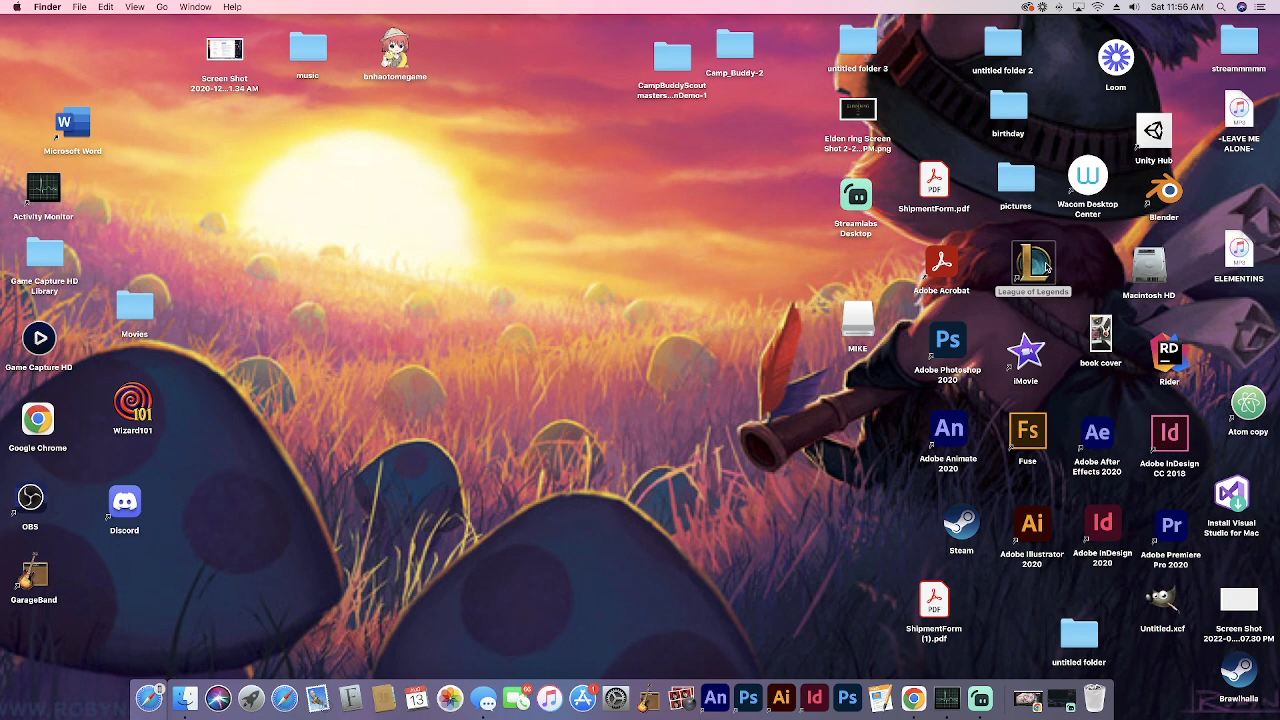 Finder File Edit View Go Window Help
Sat 11:56 AM
Screen Shot
2020-12...1.34 AM
music
bnhaotomegame
CampBuddyScout
masters...nDemo-1
Camp_Buddy-2
untitled folder 3
untitled folder 2
Loom
streammmmm
Microsoft Word
Elden ring Screen
Shot 2-2...PM.png
birthday
Unity Hub
-LEAVE ME
ALONE-
Activity Monitor
Streamlabs
Desktop
ShipmentForm.pdf
pictures
Wacom Desktop
Center
Blender
Game Capture HD
Library
Adobe Acrobat
League of Legends
Macintosh HD
ELEMENTINS
Movies
Game Capture HD
MIKE
Adobe Photoshop
2020
iMovie
book cover
Rider
Google Chrome
Wizard101
Adobe Animate
2020
Fuse
Adobe After
Effects 2020
Adobe InDesign
CC 2018
Atom copy
OBS
Discord
Steam
Adobe Illustrator
2020
Adobe InDesign
2020
Adobe Premiere
Pro 2020
Install Visual
Studio for Mac
GarageBand
ShipmentForm
(1).pdf
untitled folder
Untitled.xcf
Screen Shot
2022-0....07.30 PM
Brawlhalla